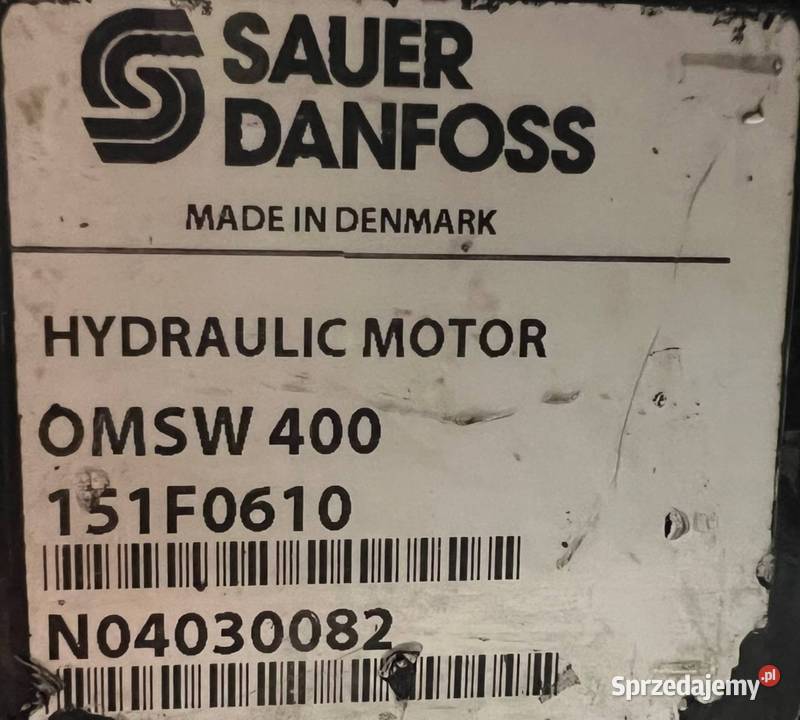 SAUER
DANFOSS
MADE IN DENMARK
HYDRAULIC MOTOR
OMSW 400
151F0610
N04030082
Sprzedajemy.pl